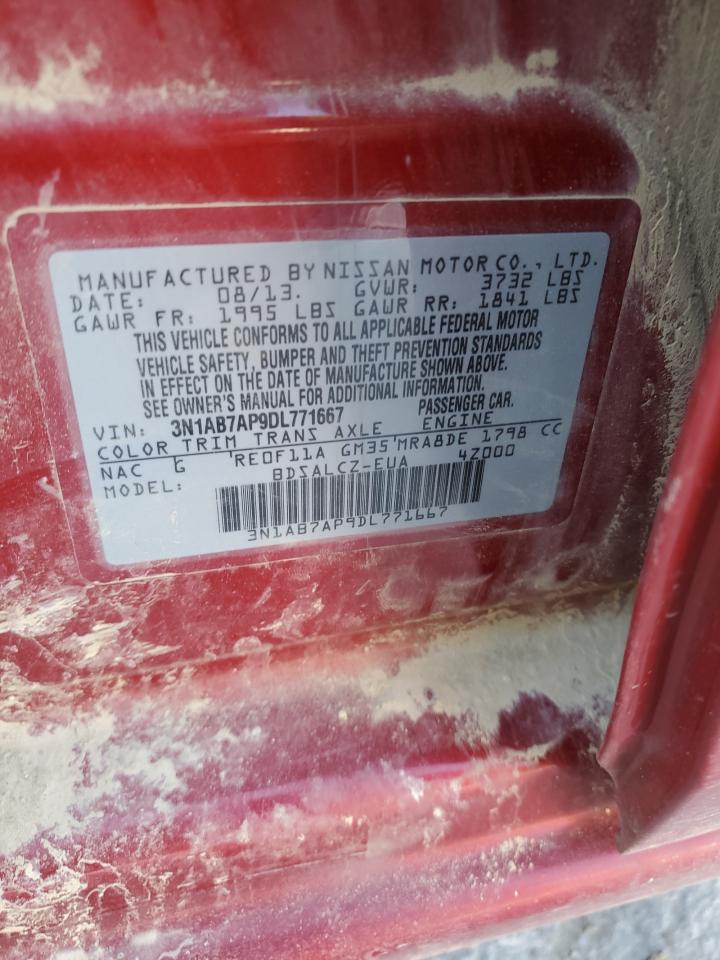 MANUFACTURED BY NISSAN MOTOR CO., LTD.
DATE: 08/13. GVWR: 3732 LBS
GAWR FR: 1995 LBS GAWR RR: 1841 LBS
THIS VEHICLE CONFORMS TO ALL APPLICABLE FEDERAL MOTOR
VEHICLE SAFETY, BUMPER AND THEFT PREVENTION STANDARDS
IN EFFECT ON THE DATE OF MANUFACTURE SHOWN ABOVE.
SEE OWNER'S MANUAL FOR ADDITIONAL INFORMATION.
VIN: 3N1AB7AP9DL771667 PASSENGER CAR.
COLOR TRIM TRANS AXLE ENGINE
NAC G RE0F11A GM35 MRA8DE 1798 CC
MODEL: BDSALCZ-EUA 4Z000
3N1AB7AP9DL771667